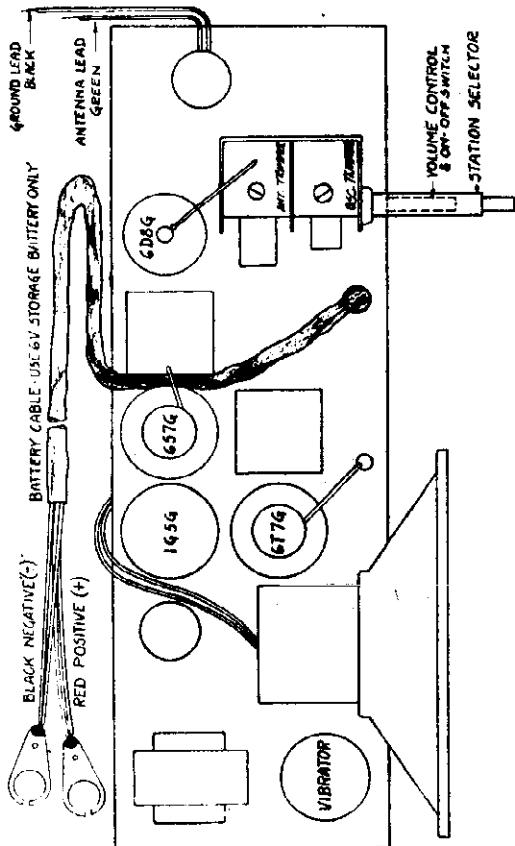 GROUND LEAD
BLACK
ANTENNA LEAD
GREEN
BATTERY CABLE - USE 6V STORAGE BATTERY ONLY
BLACK NEGATIVE (-)
RED POSITIVE (+)
6D8G
ANT. TRIMMER
OSC. TRIMMER
VOLUME CONTROL
& ON-OFF SWITCH
STATION SELECTOR
6S7G
1G5G
6T7G
VIBRATOR